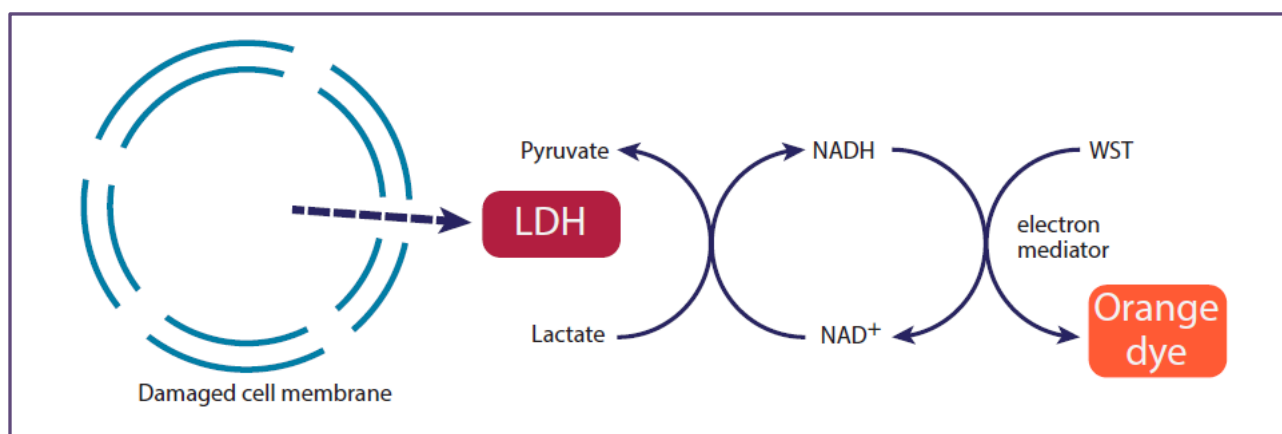 Pyruvate
NADH
WST
LDH
electron
mediator
Lactate
NAD+
Orange
dye
Damaged cell membrane